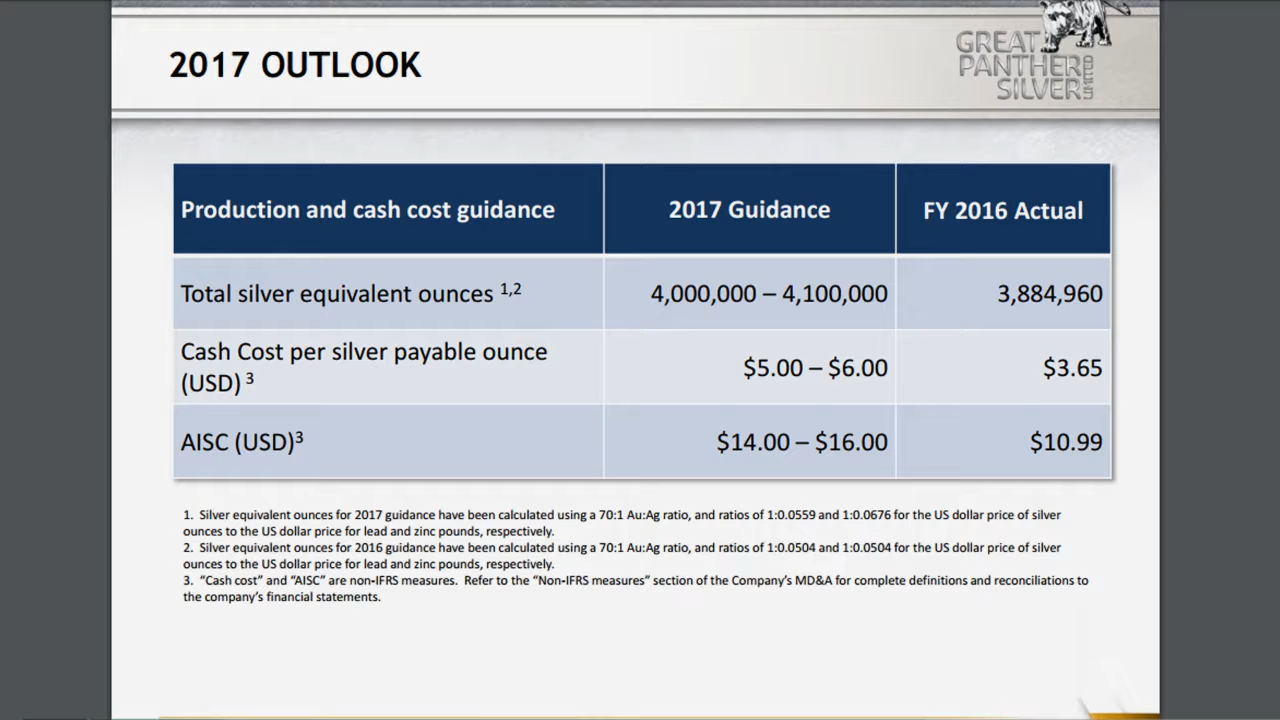 2017 OUTLOOK
GREAT
PANTHER
SILVER
LIMITED
Production and cash cost guidance
2017 Guidance
FY 2016 Actual
Total silver equivalent ounces 1,2
4,000,000 – 4,100,000
3,884,960
Cash Cost per silver payable ounce
(USD) 3
$5.00 – $6.00
$3.65
AISC (USD)3
$14.00 – $16.00
$10.99
1. Silver equivalent ounces for 2017 guidance have been calculated using a 70:1 Au:Ag ratio, and ratios of 1:0.0559 and 1:0.0676 for the US dollar price of silver
ounces to the US dollar price for lead and zinc pounds, respectively.
2. Silver equivalent ounces for 2016 guidance have been calculated using a 70:1 Au:Ag ratio, and ratios of 1:0.0504 and 1:0.0504 for the US dollar price of silver
ounces to the US dollar price for lead and zinc pounds, respectively.
3. “Cash cost” and “AISC” are non-IFRS measures. Refer to the “Non-IFRS measures” section of the Company’s MD&A for complete definitions and reconciliations to
the company’s financial statements.